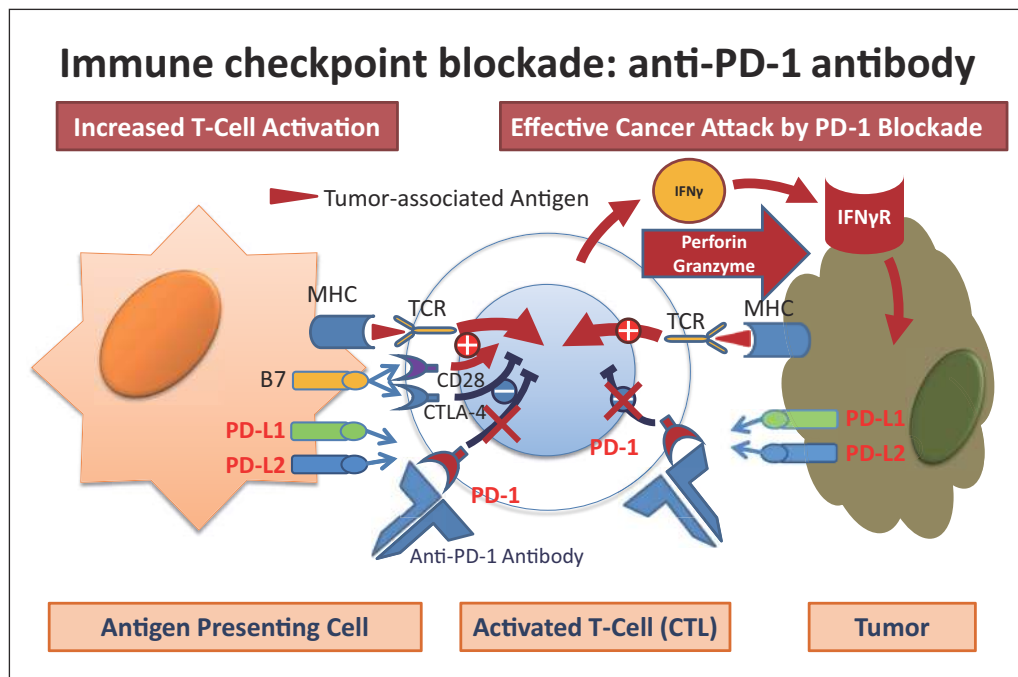 Immune checkpoint blockade: anti-PD-1 antibody
Increased T-Cell Activation
Effective Cancer Attack by PD-1 Blockade
Tumor-associated Antigen
IFNγ
IFNγR
Perforin
Granzyme
MHC
TCR
TCR
MHC
B7
CD28
CTLA-4
PD-L1
PD-L2
PD-1
PD-1
PD-L1
PD-L2
Anti-PD-1 Antibody
Antigen Presenting Cell
Activated T-Cell (CTL)
Tumor